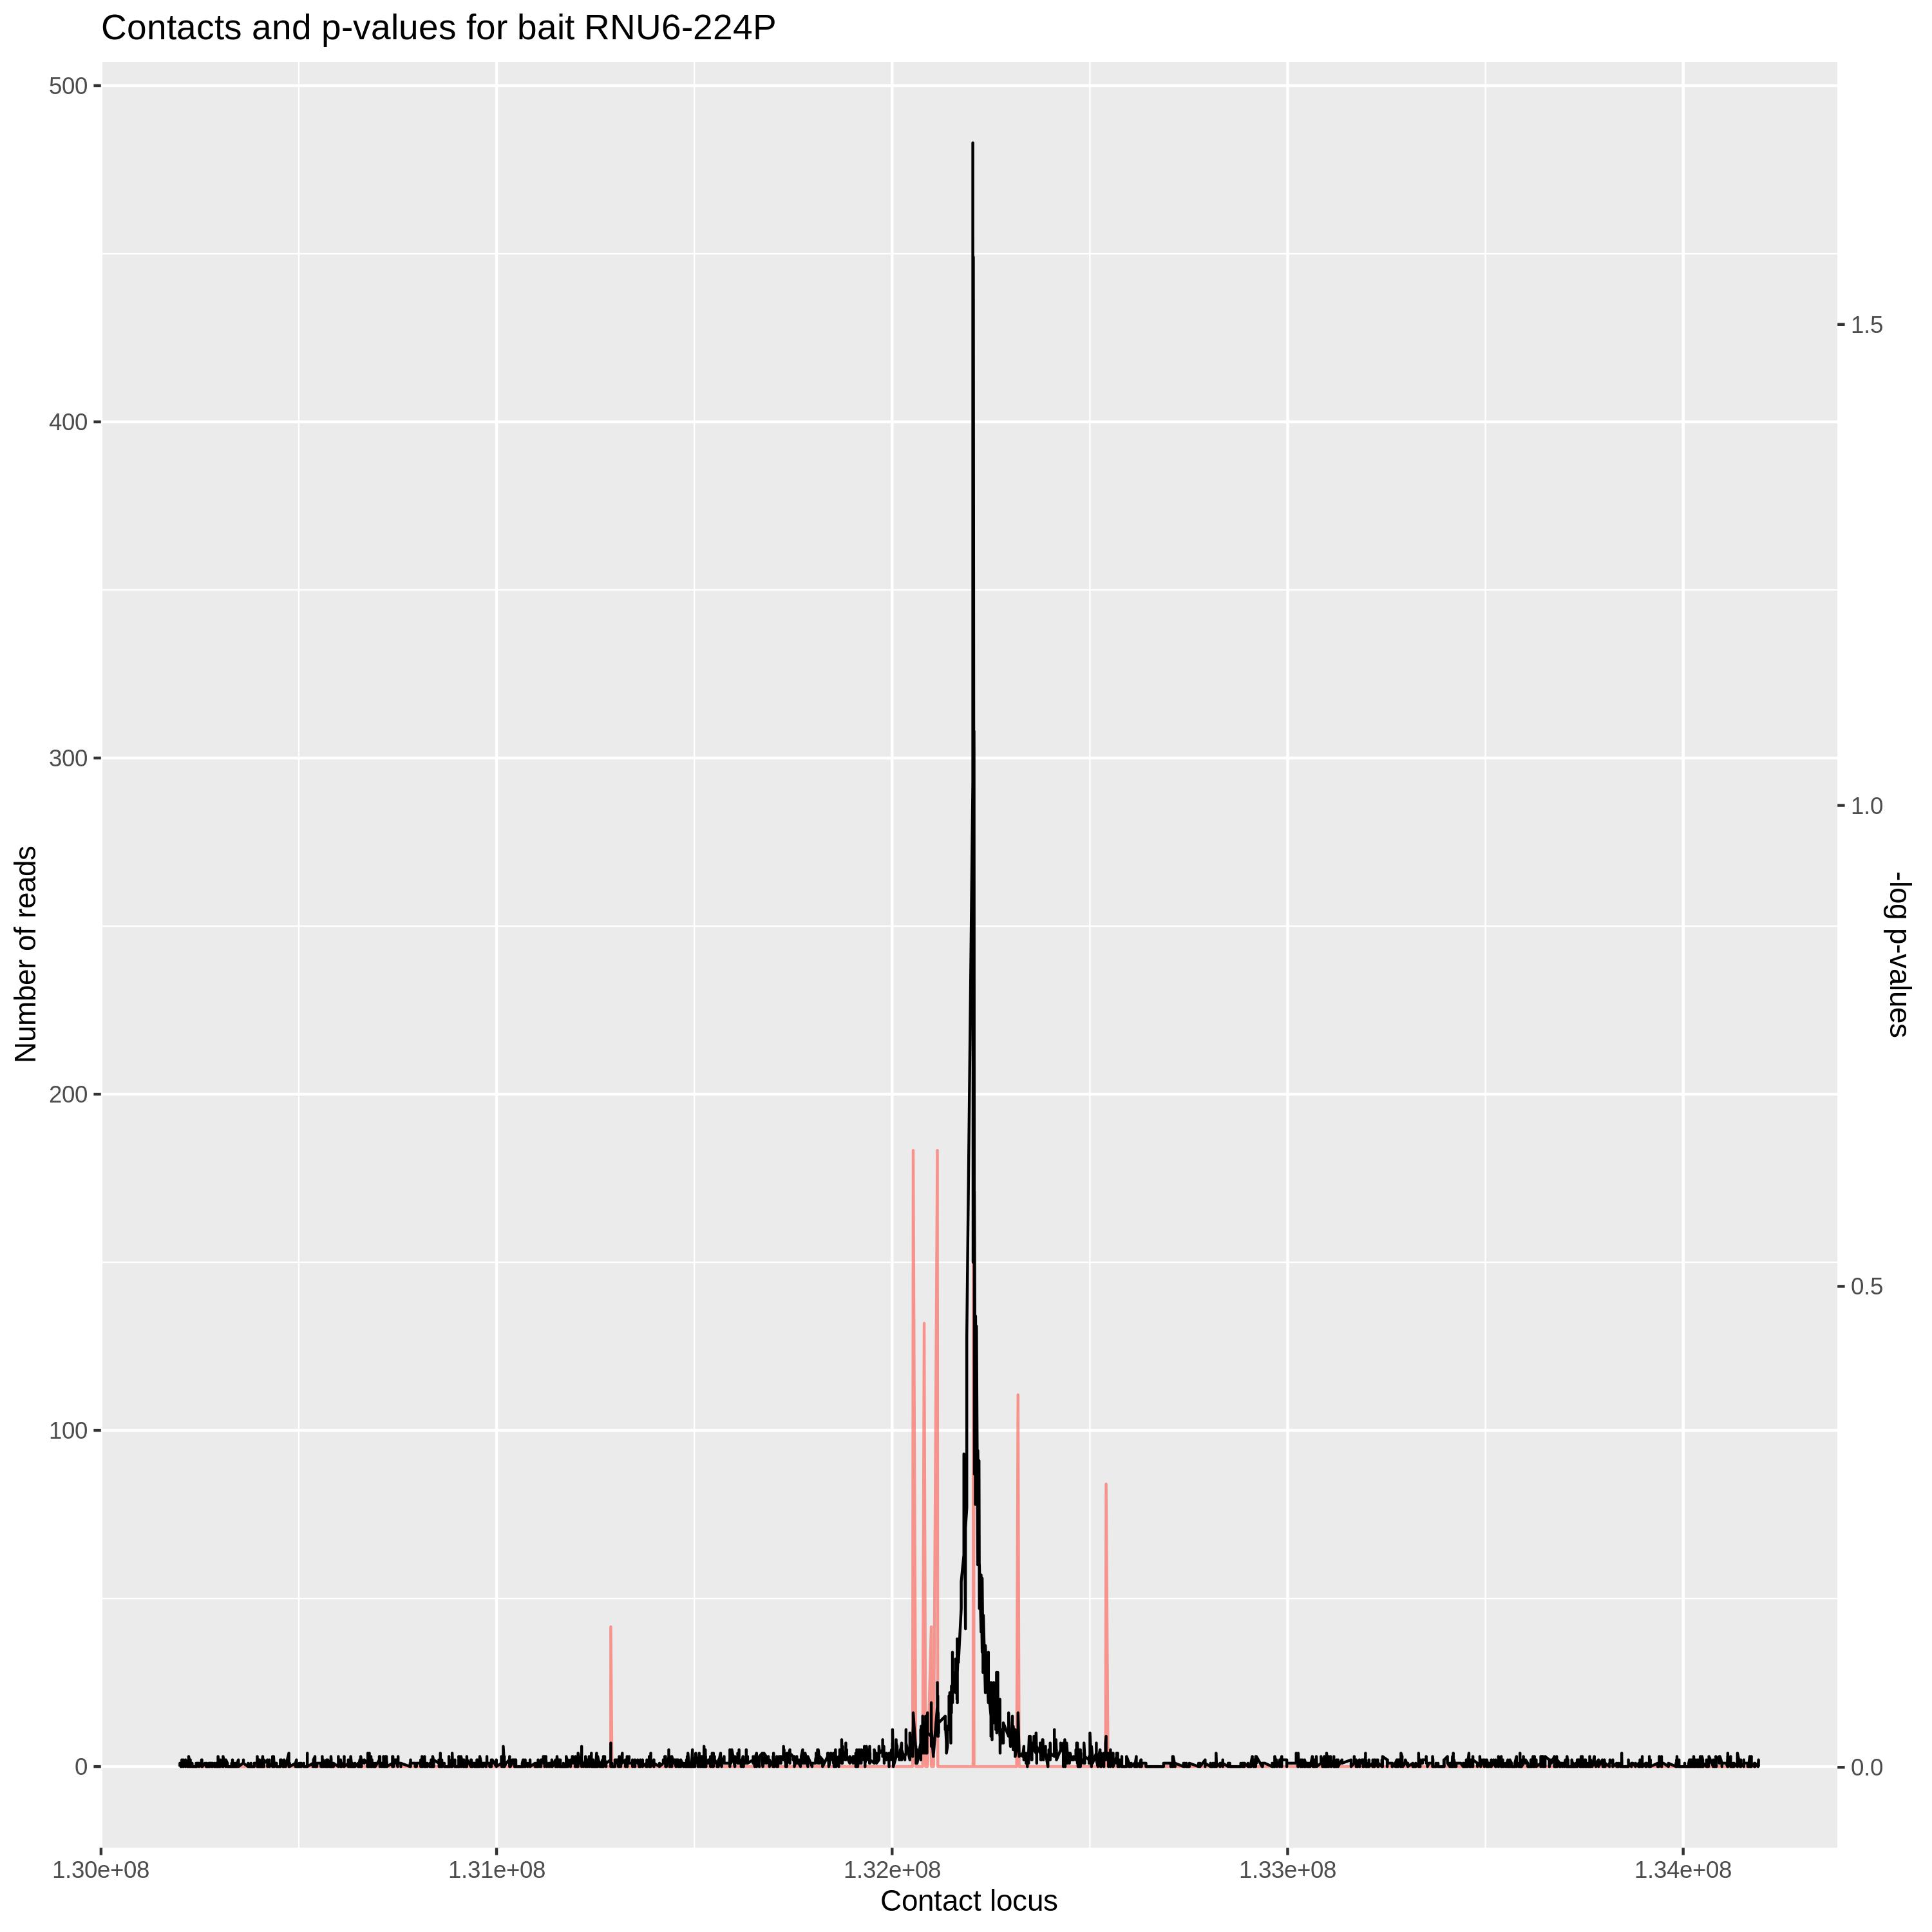 Contacts and p-values for bait RNU6-224P
500
400
300
200
100
0
Number of reads
1.5
1.0
0.5
0.0
-log p-values
1.30e+08
1.31e+08
1.32e+08
1.33e+08
1.34e+08
Contact locus